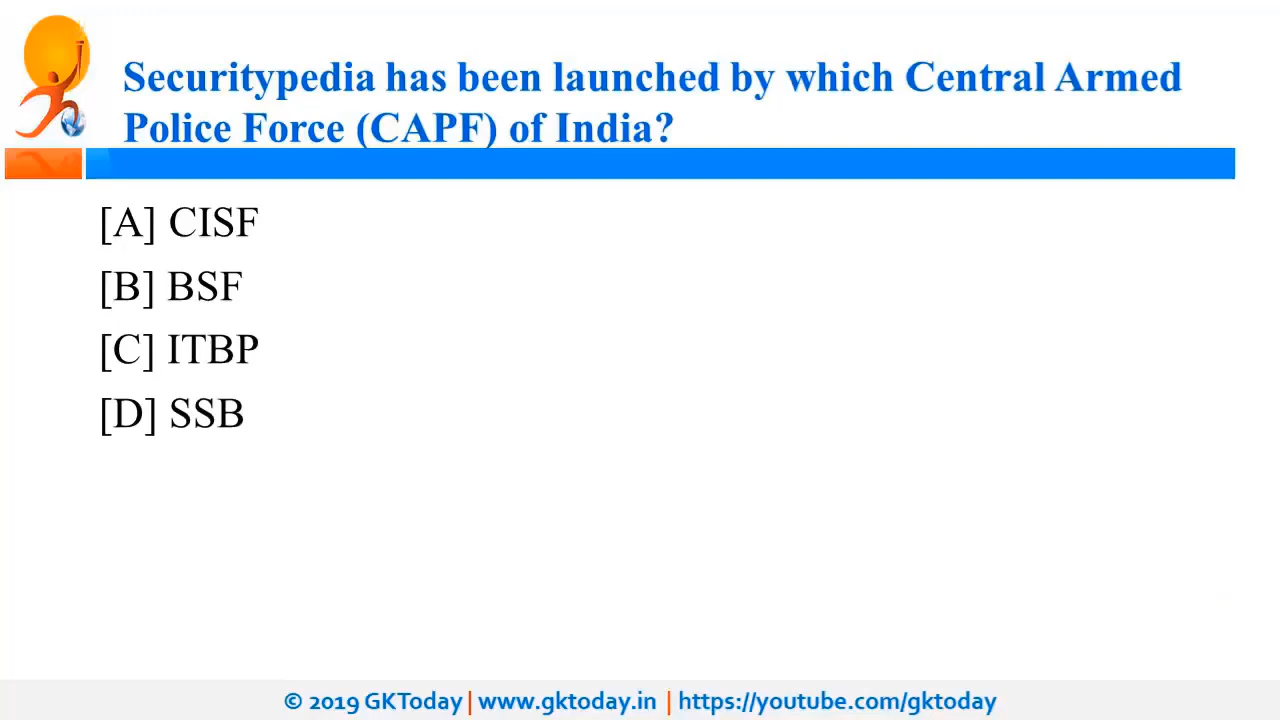 Securitypedia has been launched by which Central Armed
Police Force (CAPF) of India?
[A] CISF
[B] BSF
[C] ITBP
[D] SSB
© 2019 GKToday | www.gktoday.in | https://youtube.com/gktoday